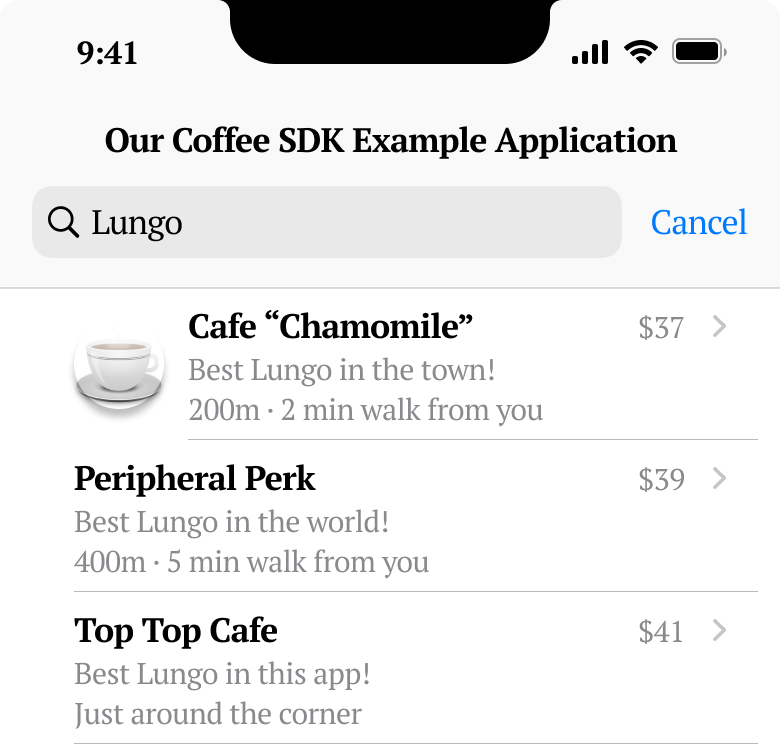 9:41
Our Coffee SDK Example Application
Lungo
Cancel
Cafe “Chamomile”
$37
Best Lungo in the town!
200m · 2 min walk from you
Peripheral Perk
$39
Best Lungo in the world!
400m · 5 min walk from you
Top Top Cafe
$41
Best Lungo in this app!
Just around the corner